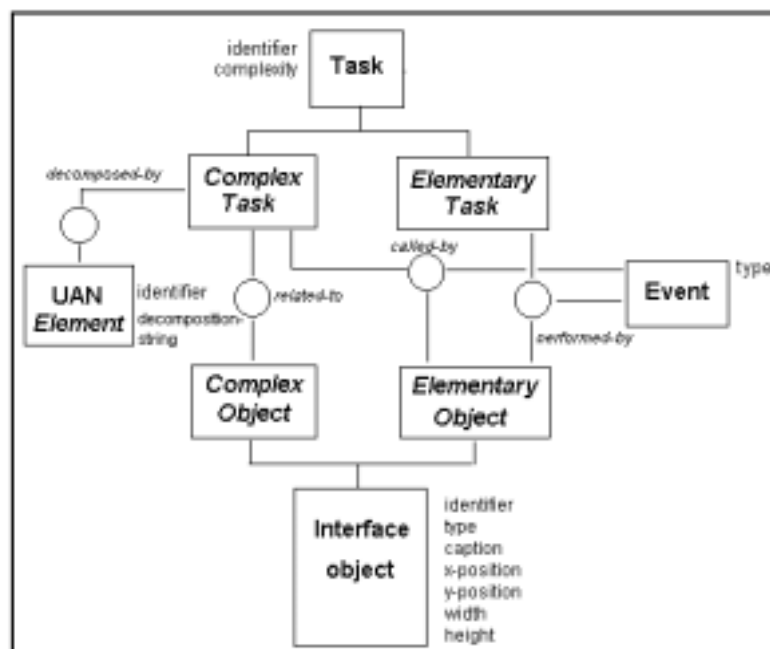 identifier
complexity
Task
decomposed-by
Complex
Task
Elementary
Task
called-by
UAN
Element
identifier
decomposition-
string
related-to
Event
type
performed-by
Complex
Object
Elementary
Object
Interface
object
identifier
type
caption
x-position
y-position
width
height